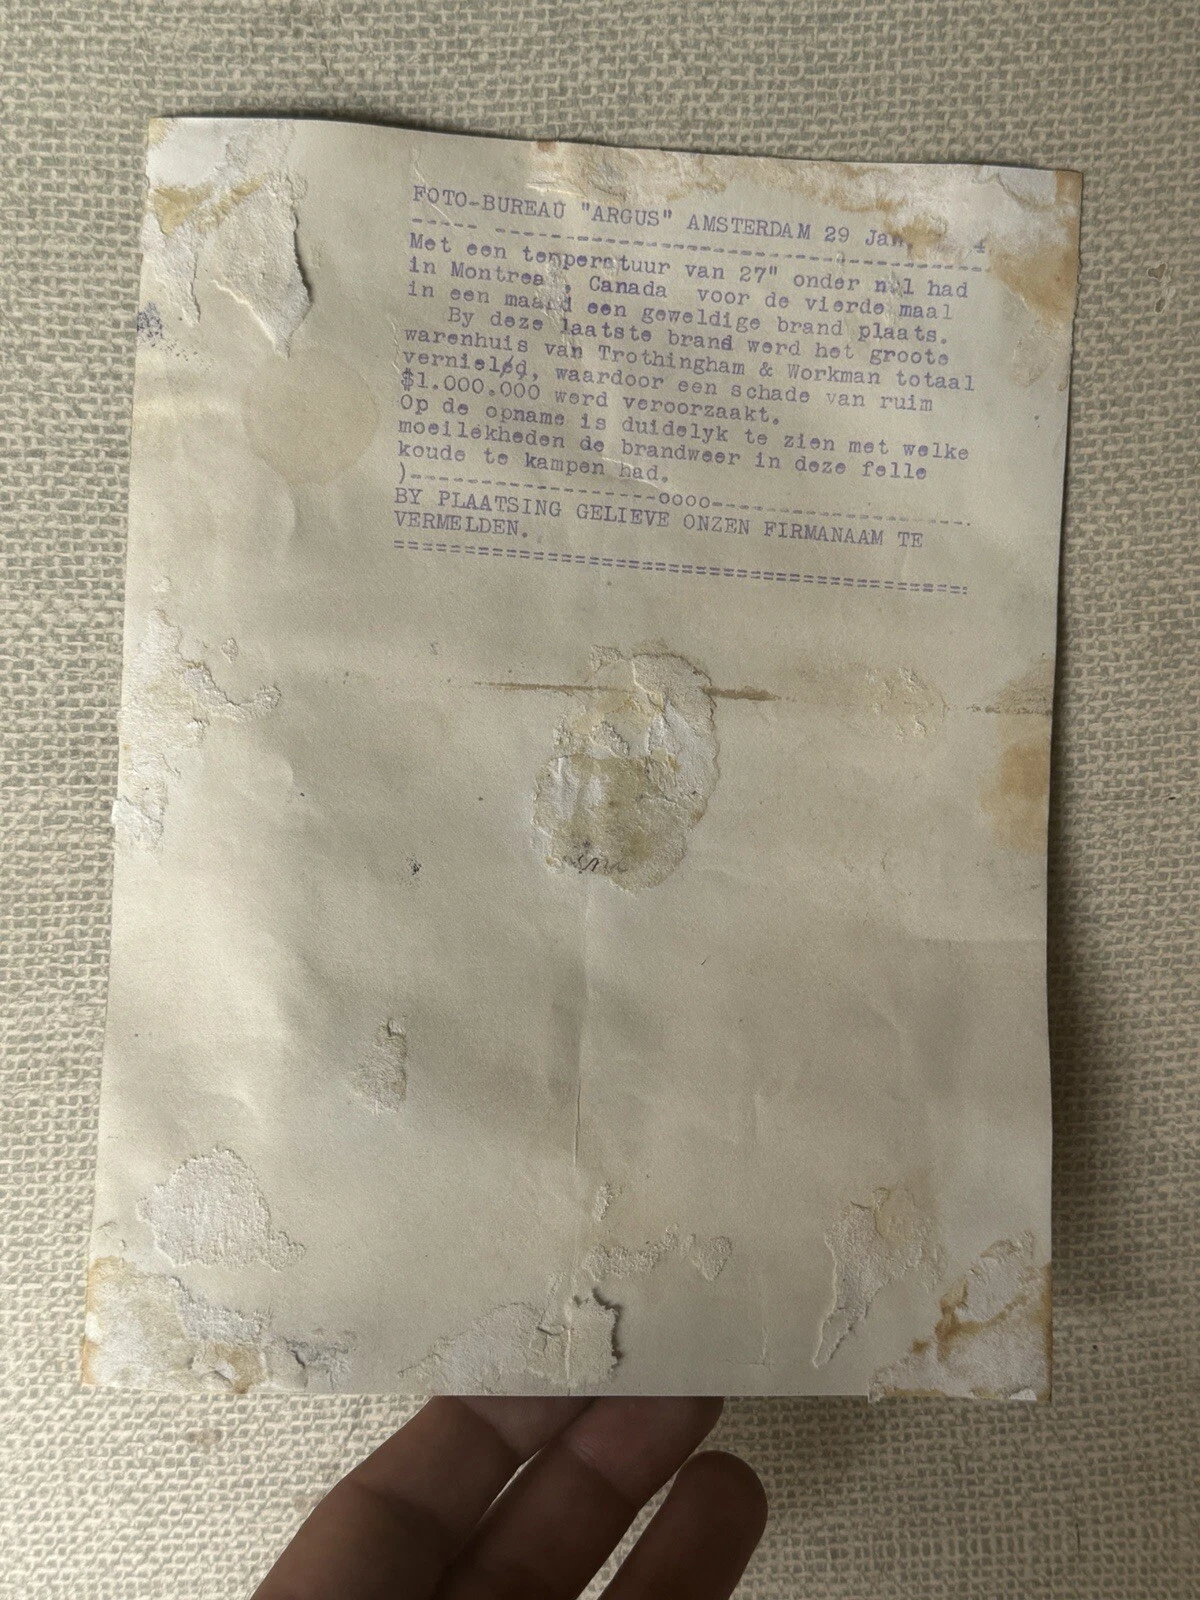 FOTO-BUREAU "ARGUS" AMSTERDAM 29 Jan. 4
Met een temperatuur van 27" onder nul had
in Montrea , Canada voor de vierde maal
in een maand een geweldige brand plaats.
By deze laatste brand werd het groote
warenhuis van Trothingham & Workman totaal
vernield, waardoor een schade van ruim
$1.000.000 werd veroorzaakt.
Op de opname is duidelyk te zien met welke
moeilekheden de brandweer in deze felle
koude te kampen had.
)-------------------oooo--------------------
BY PLAATSING GELIEVE ONZEN FIRMANAAM TE
VERMELDEN.